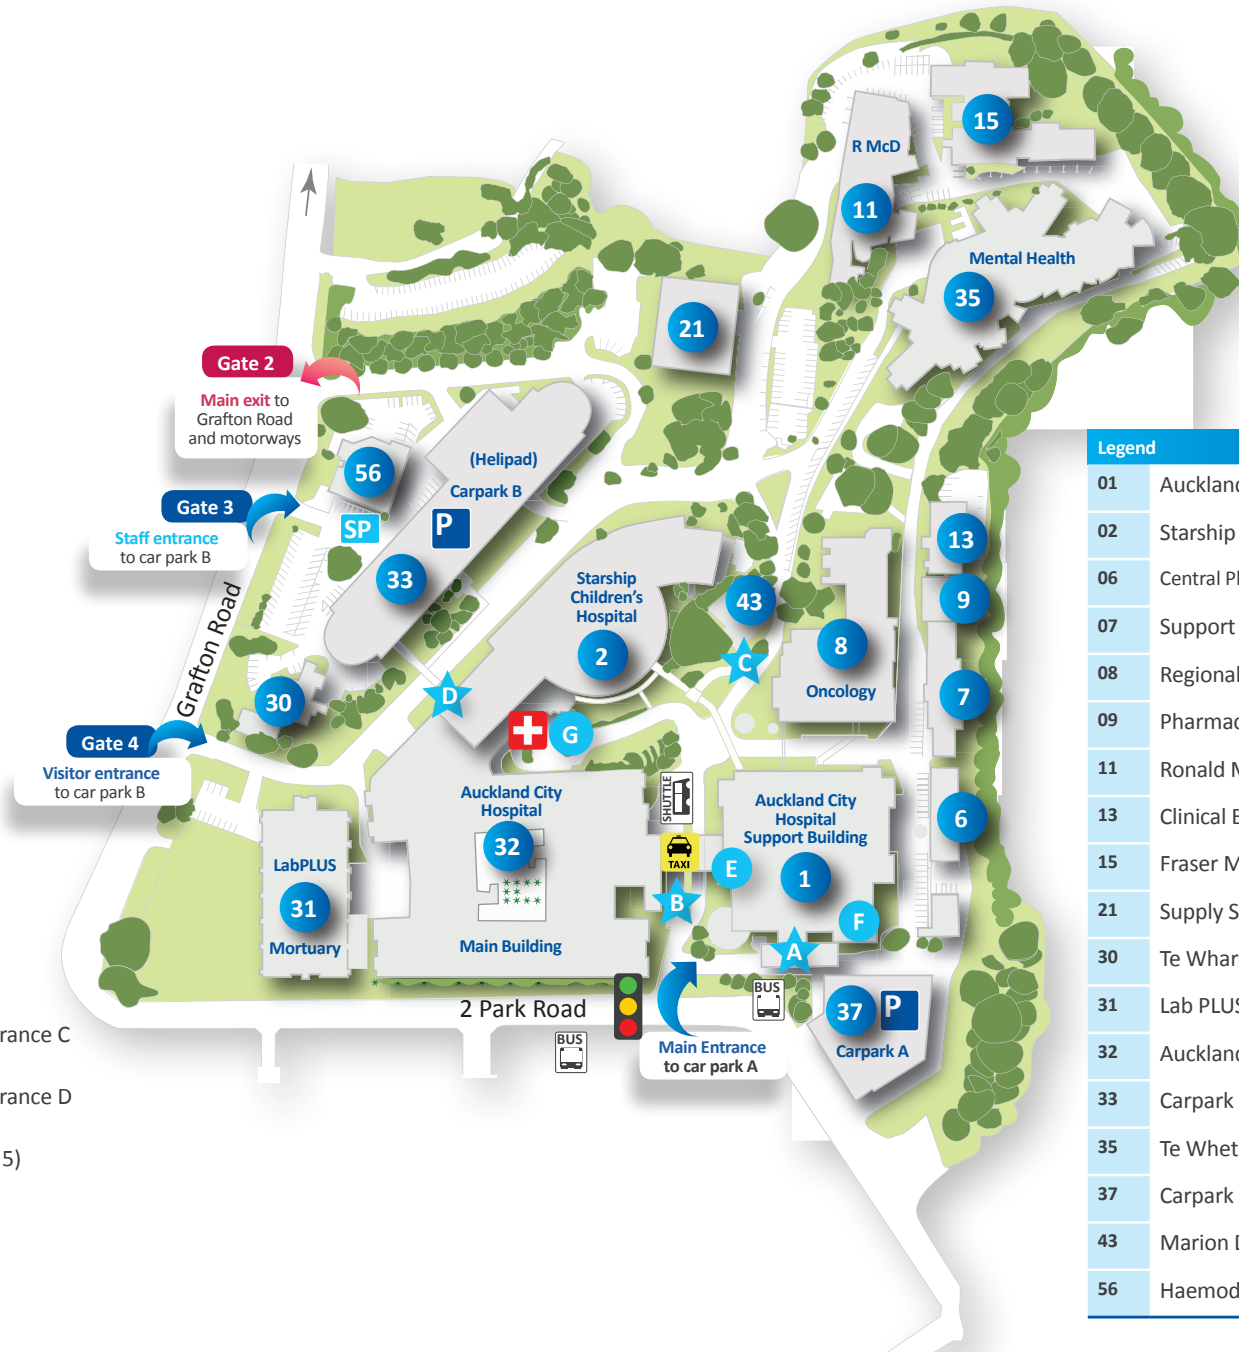 15
R McD
11
Mental Health
35
21
Gate 2
Main exit to
Grafton Road
and motorways
(Helipad)
Carpark B
P
56
Gate 3
Staff entrance
to car park B
SP
33
Legend
01 Auckland
02 Starship
06 Central Pl
07 Support
08 Regional
09 Pharmac
11 Ronald M
13 Clinical E
15 Fraser M
21 Supply S
30 Te Whar
31 Lab PLUS
32 Auckland
33 Carpark
35 Te Whet
37 Carpark
43 Marion D
56 Haemod
13
9
7
6
Starship
Children's
Hospital
2
43
C
8
Oncology
Grafton Road
30
D
G
Gate 4
Visitor entrance
to car park B
Auckland City
Hospital
32
Main Building
SHUTTLE
TAXI
Auckland City
Hospital
Support Building
1
E
B
F
A
LabPLUS
31
Mortuary
2 Park Road
BUS
BUS
37
P
Carpark A
Main Entrance
to car park A
rance C
rance D
5)